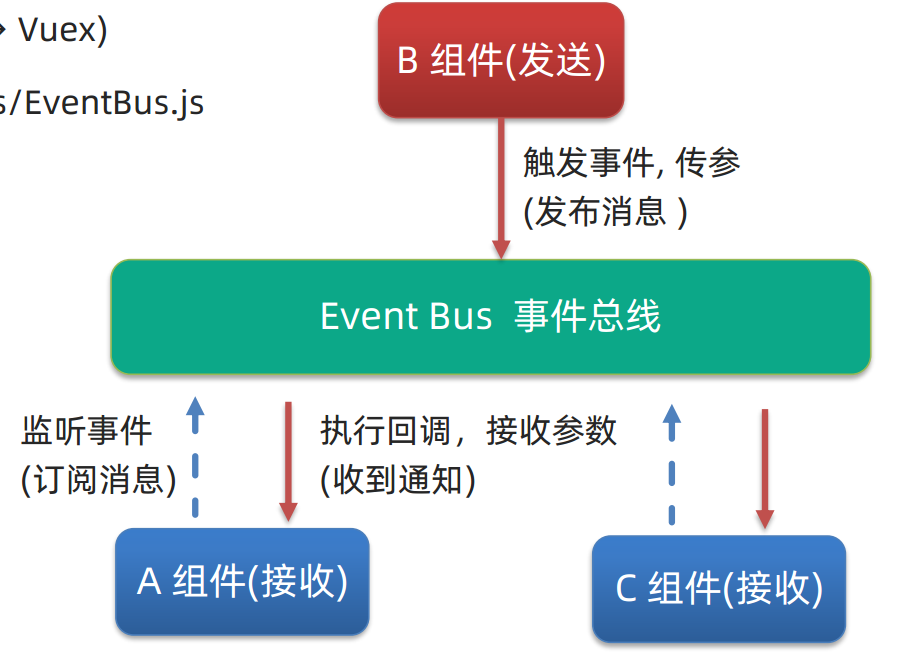 → Vuex)
s/EventBus.js
B 组件(发送)
触发事件, 传参
(发布消息 )
Event Bus 事件总线
监听事件
(订阅消息)
执行回调，接收参数
(收到通知)
A 组件(接收)
C 组件(接收)